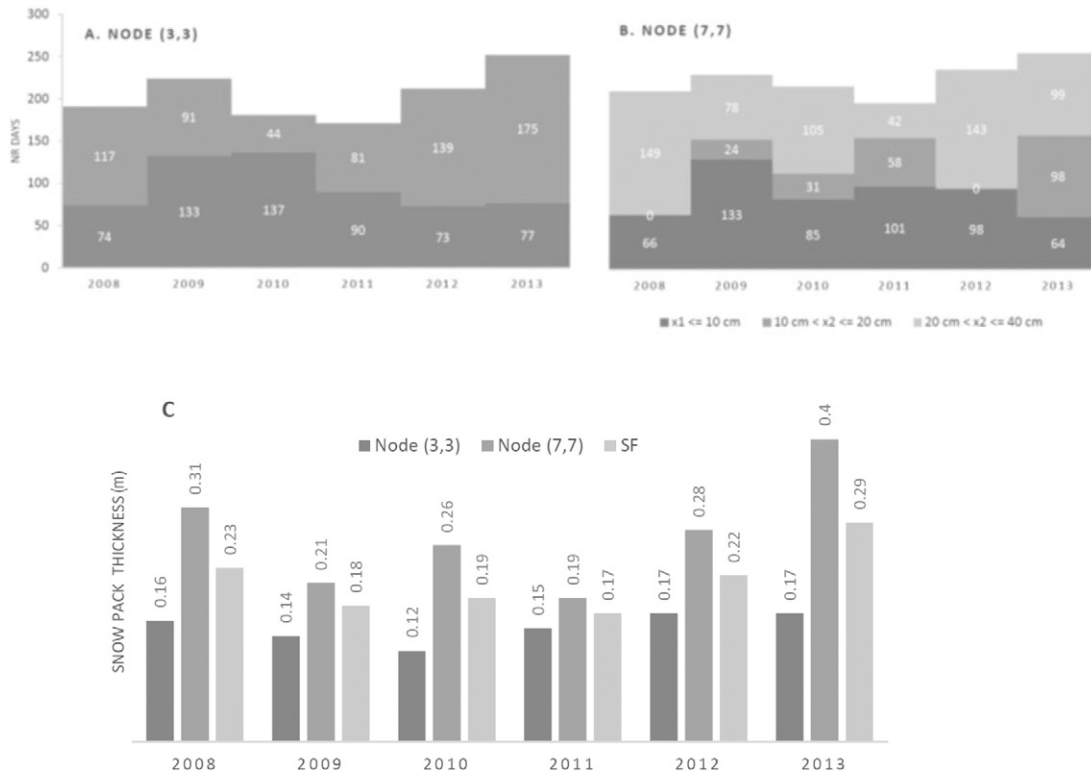 300
250
200
150
100
50
0
NR DAYS
A. NODE (3,3)
117
91
44
81
139
175
74
133
137
90
73
77
2008 2009 2010 2011 2012 2013
B. NODE (7,7)
149
78
105
42
143
99
0
24
31
58
0
98
66
133
85
101
98
64
2008 2009 2010 2011 2012 2013
x1 <= 10 cm 10 cm < x2 <= 20 cm 20 cm < x2 <= 40 cm
C
Node (3,3) Node (7,7) SF
SNOW PACK THICKNESS (m)
0.16 0.31 0.23
0.14 0.21 0.18
0.12 0.26 0.19
0.15 0.19 0.17
0.17 0.28 0.22
0.17 0.4 0.29
2008 2009 2010 2011 2012 2013